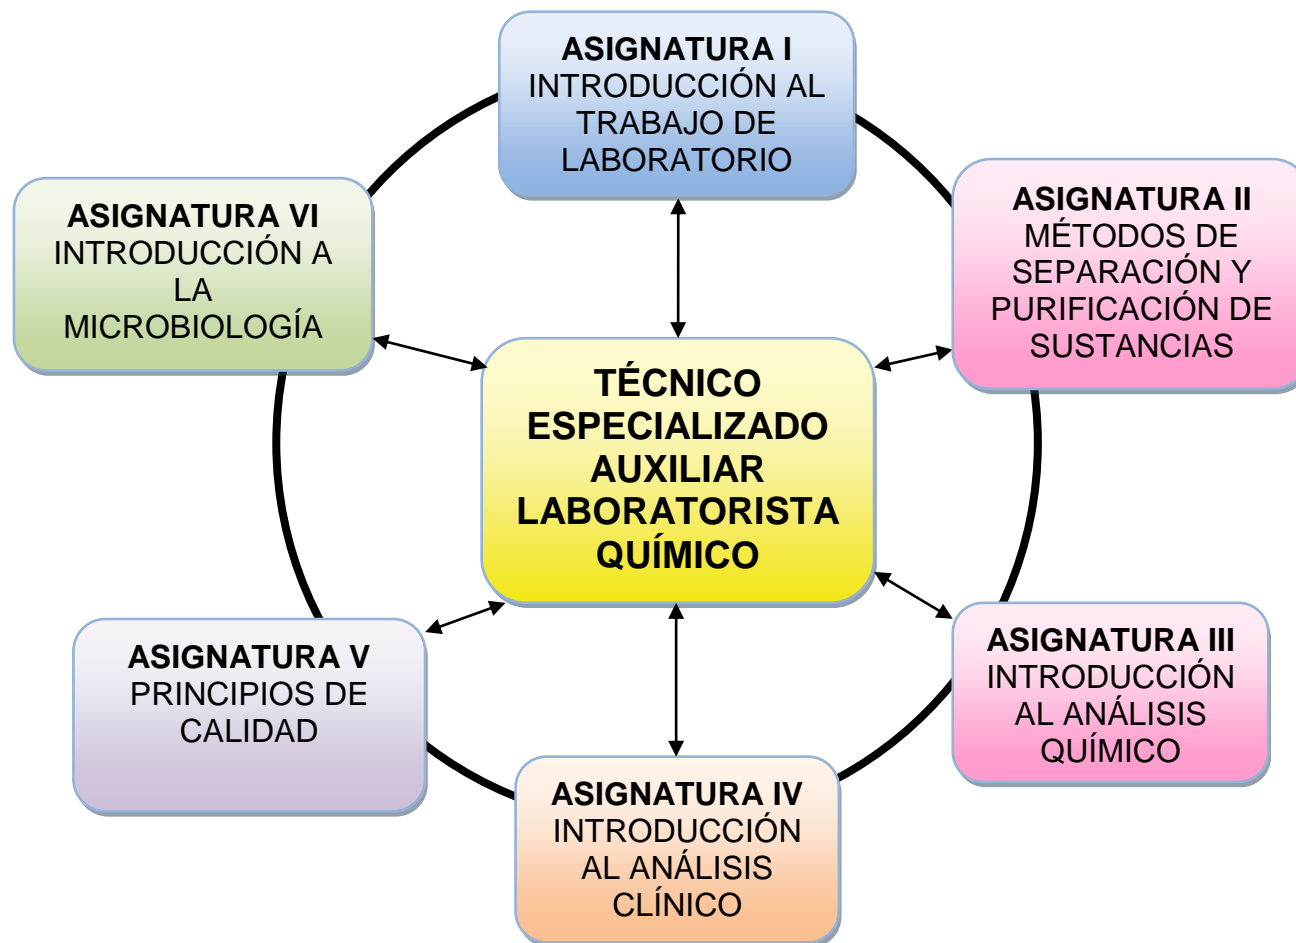 ASIGNATURA I
INTRODUCCIÓN AL
TRABAJO DE
LABORATORIO
ASIGNATURA II
MÉTODOS DE
SEPARACIÓN Y
PURIFICACIÓN DE
SUSTANCIAS
ASIGNATURA VI
INTRODUCCIÓN A
LA
MICROBIOLOGÍA
TÉCNICO
ESPECIALIZADO
AUXILIAR
LABORATORISTA
QUÍMICO
ASIGNATURA III
INTRODUCCIÓN
AL ANÁLISIS
QUÍMICO
ASIGNATURA V
PRINCIPIOS DE
CALIDAD
ASIGNATURA IV
INTRODUCCIÓN
AL ANÁLISIS
CLÍNICO